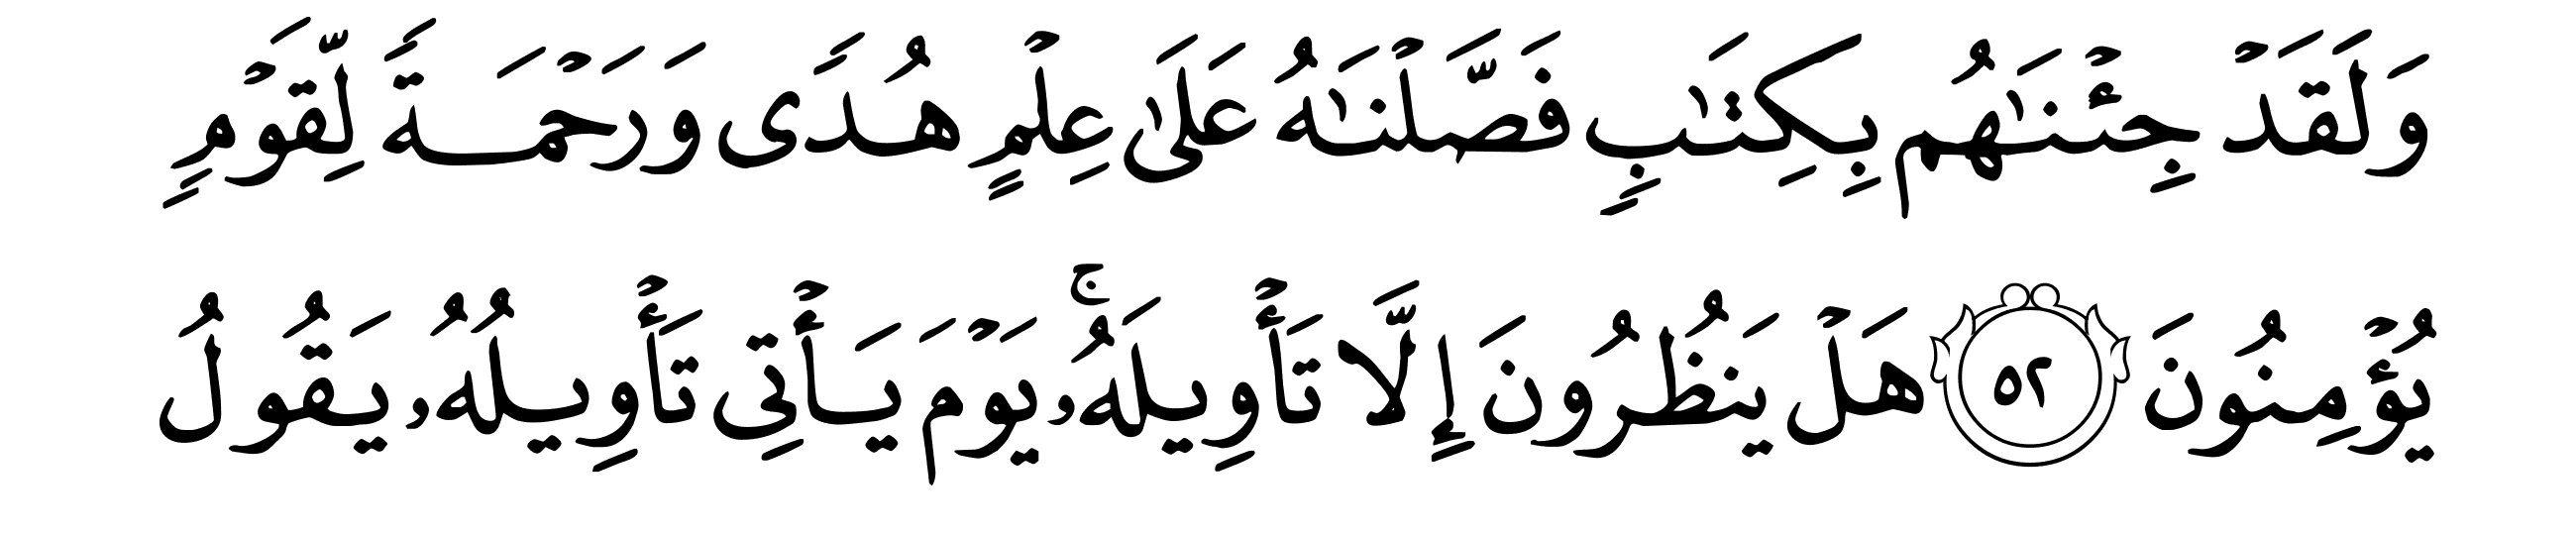 وَلَقَدۡ جِئۡنَٰهُم بِكِتَٰبٖ فَصَّلۡنَٰهُ عَلَىٰ عِلۡمٍ هُدٗى وَرَحۡمَةٗ لِّقَوۡمٖ
يُؤۡمِنُونَ ٥٢ هَلۡ يَنظُرُونَ إِلَّا تَأۡوِيلَهُۥۚ يَوۡمَ يَأۡتِي تَأۡوِيلُهُۥ يَقُولُ